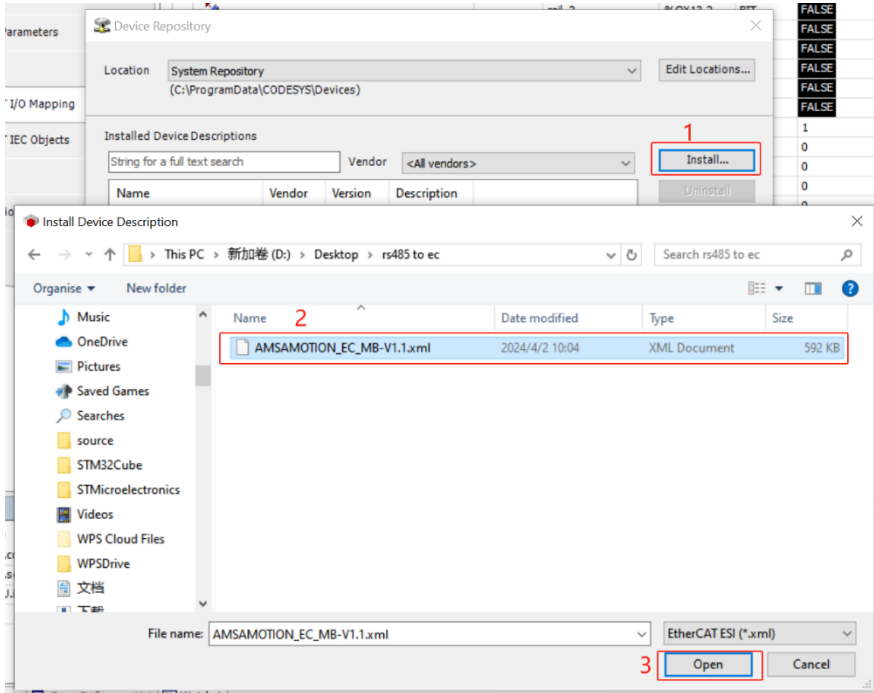 Device Repository
FALSE
Parameters
FALSE
FALSE
Location System Repository Edit Locations...
FALSE
(C:\ProgramData\CODESYS\Devices)
FALSE
I/O Mapping
FALSE
1
1
IEC Objects
Installed Device Descriptions
0
String for a full text search Vendor <All vendors> Install...
0
Name Vendor Version Description Uninstall
0
Install Device Description
This PC > 新加卷 (D:) > Desktop > rs485 to ec Search rs485 to ec
Organise New folder
Music
Name 2 Date modified Type Size
OneDrive
AMSAMOTION_EC_MB-V1.1.xml 2024/4/2 10:04 XML Document 592 KB
Pictures
Saved Games
Searches
source
STM32Cube
STMicroelectronics
Videos
WPS Cloud Files
WPSDrive
文档
下载
File name: AMSAMOTION_EC_MB-V1.1.xml EtherCAT ESI (*.xml)
3 Open Cancel